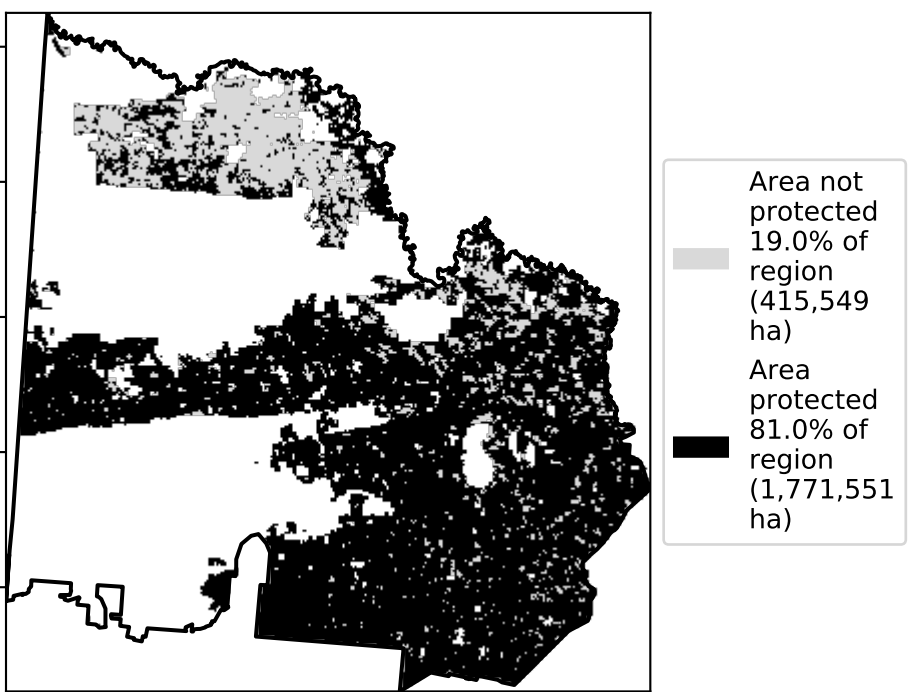 Area not
protected
19.0% of
region
(415,549
ha)
Area
protected
81.0% of
region
(1,771,551
ha)